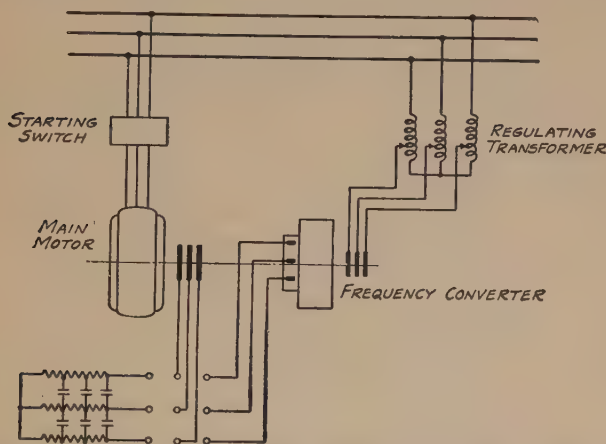 STARTING
SWITCH
REGULATING
TRANSFORMER
MAIN
MOTOR
FREQUENCY CONVERTER